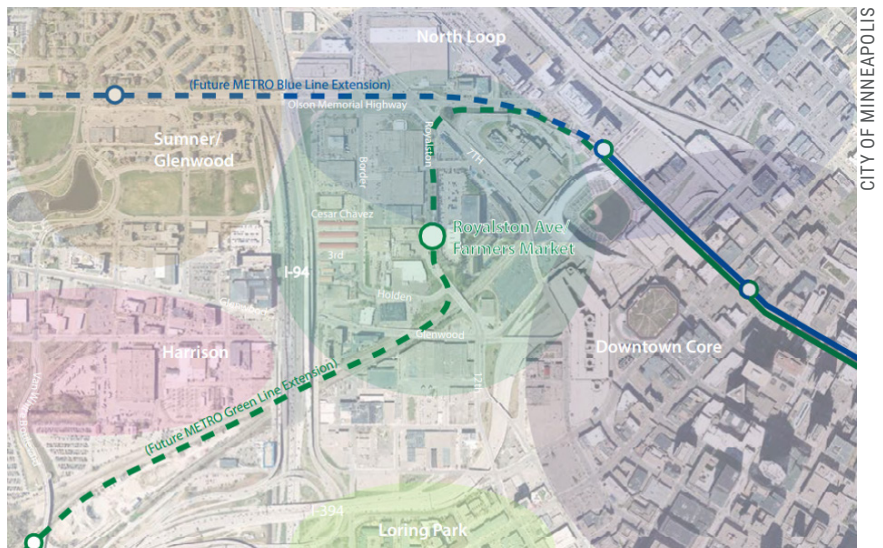 North Loop
CITY OF MINNEAPOLIS
(Future METRO Blue Line Extension)
Olson Memorial Highway
Royalston
7TH
Sumner/
Glenwood
Border
Cesar Chavez
Royalston Ave/
Farmers Market
3rd
I-94
Holden
Glenwood
Harrison
Downtown Core
12th
(Future METRO Green Line Extension)
I-394
Loring Park